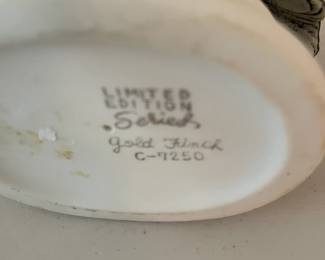 LIMITED
EDITION
Series
Gold Finch
C-7250